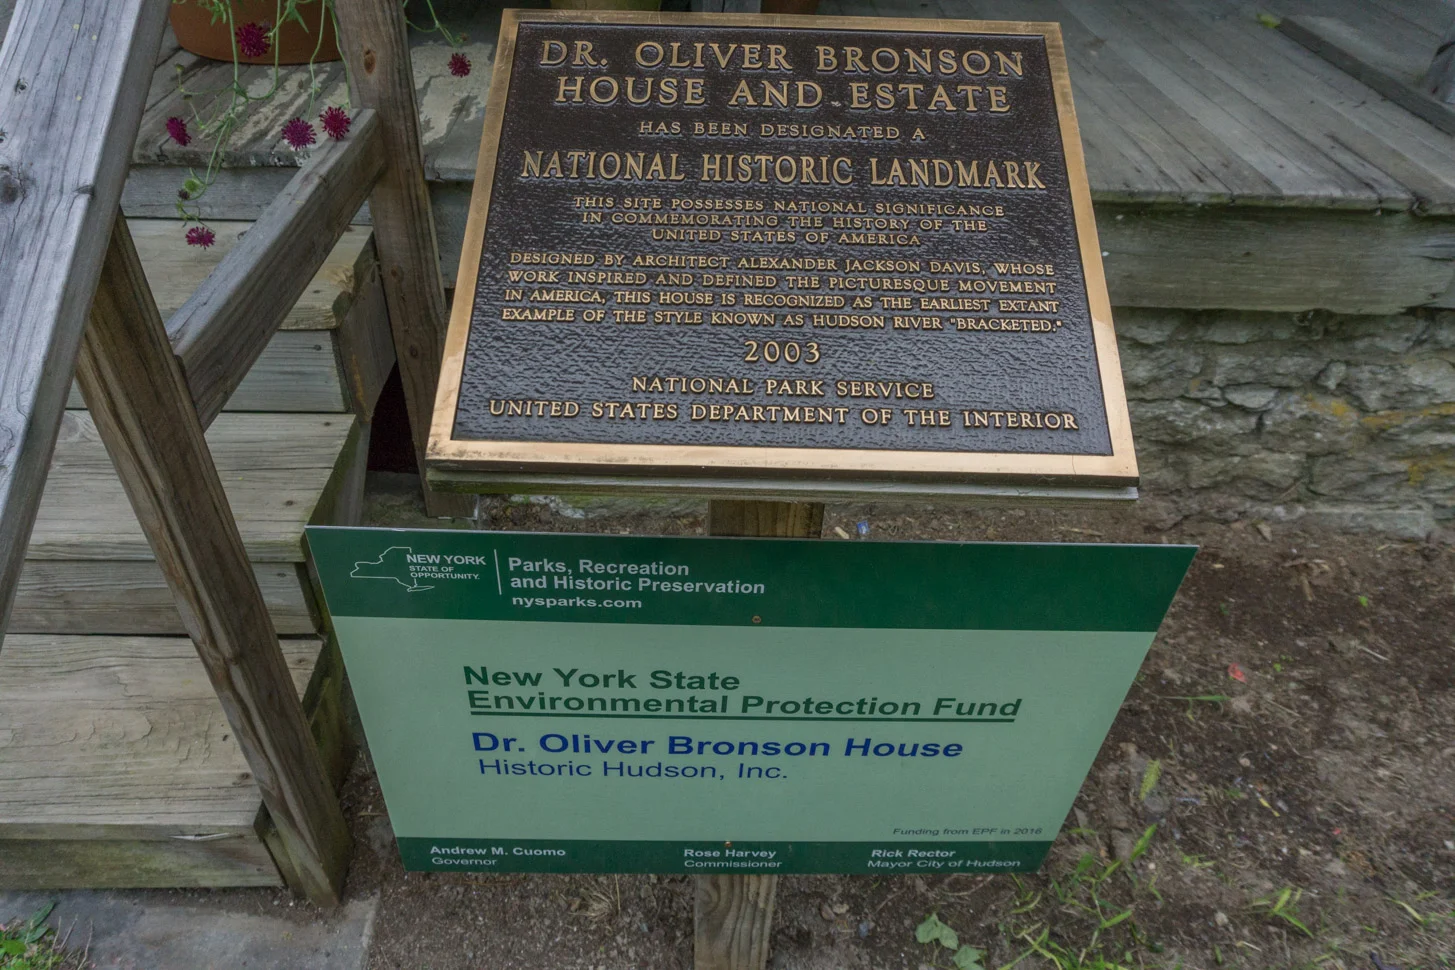 DR. OLIVER BRONSON
HOUSE AND ESTATE
HAS BEEN DESIGNATED A
NATIONAL HISTORIC LANDMARK
THIS SITE POSSESSES NATIONAL SIGNIFICANCE
IN COMMEMORATING THE HISTORY OF THE
UNITED STATES OF AMERICA
DESIGNED BY ARCHITECT ALEXANDER JACKSON DAVIS, WHOSE
WORK INSPIRED AND DEFINED THE PICTURESQUE MOVEMENT
IN AMERICA, THIS HOUSE IS RECOGNIZED AS THE EARLIEST EXTANT
EXAMPLE OF THE STYLE KNOWN AS HUDSON RIVER "BRACKETED."
2003
NATIONAL PARK SERVICE
UNITED STATES DEPARTMENT OF THE INTERIOR
NEW YORK
STATE OF
OPPORTUNITY.
Parks, Recreation
and Historic Preservation
nysparks.com
New York State
Environmental Protection Fund
Dr. Oliver Bronson House
Historic Hudson, Inc.
Funding from EPF in 2016
Andrew M. Cuomo
Governor
Rose Harvey
Commissioner
Rick Rector
Mayor City of Hudson